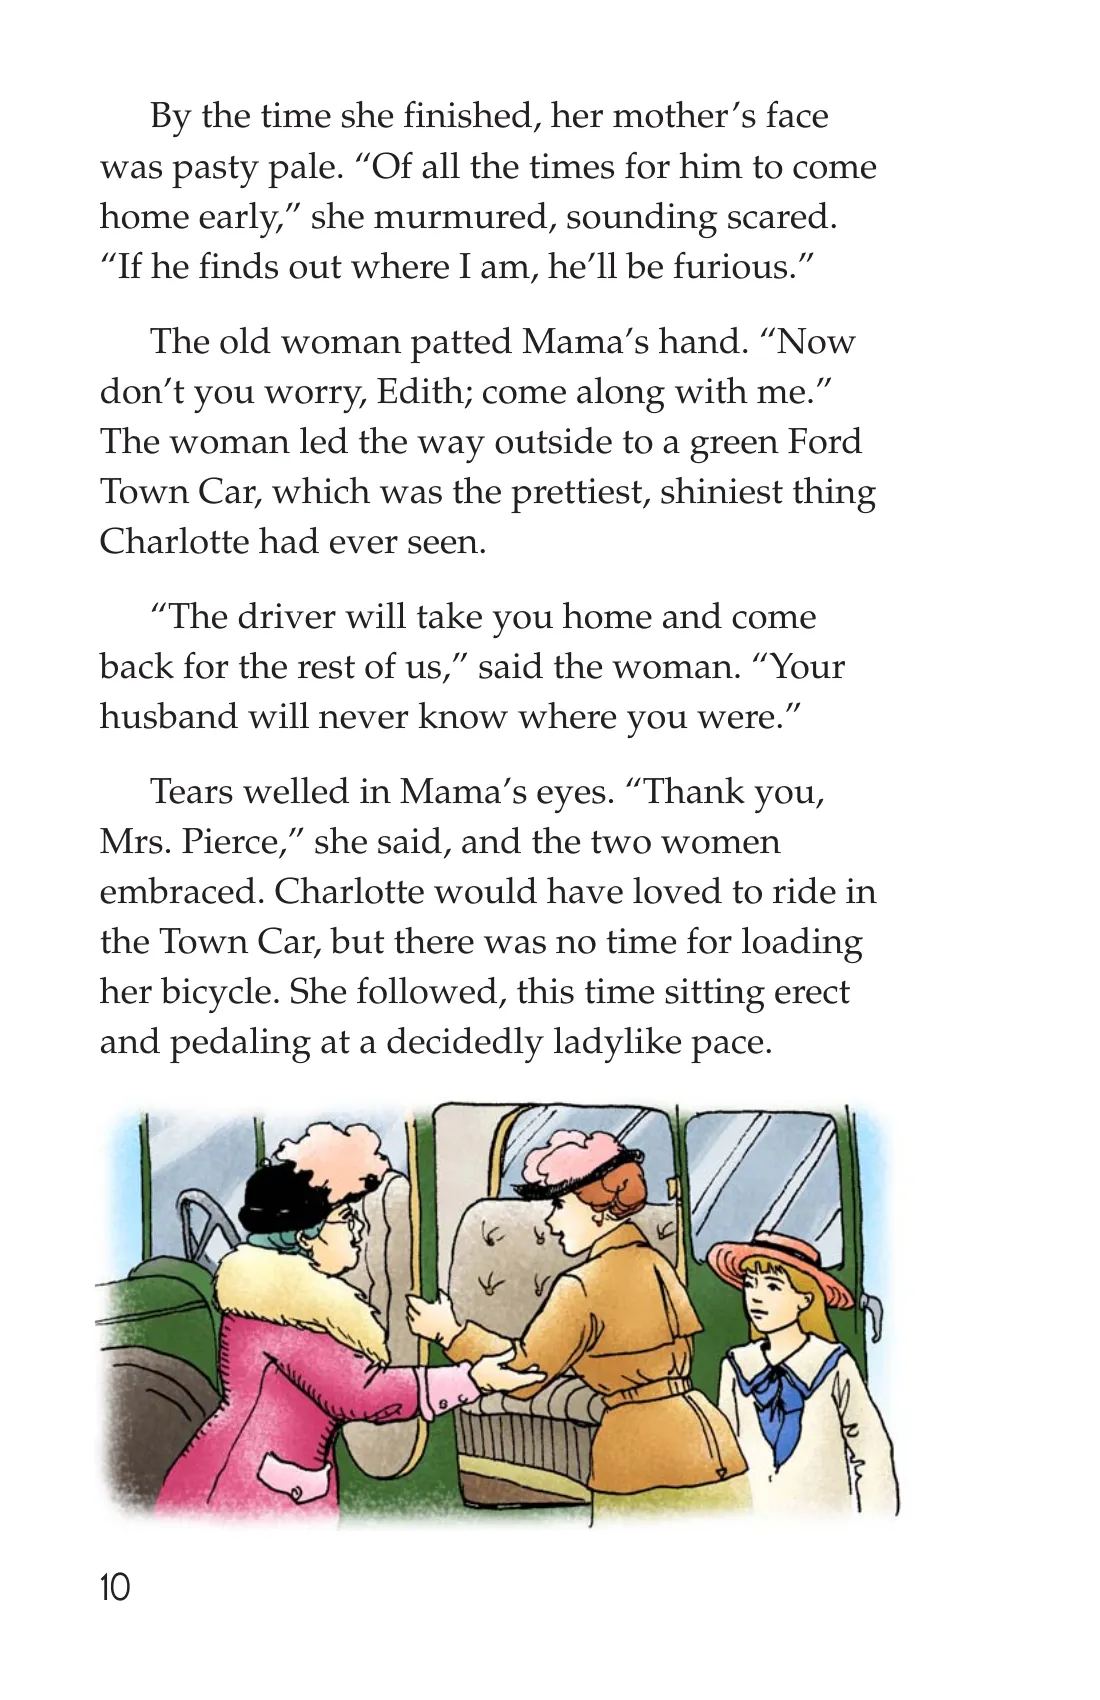 By the time she finished, her mother’s face
was pasty pale. “Of all the times for him to come
home early,” she murmured, sounding scared.
“If he finds out where I am, he’ll be furious.”
The old woman patted Mama’s hand. “Now
don’t you worry, Edith; come along with me.”
The woman led the way outside to a green Ford
Town Car, which was the prettiest, shiniest thing
Charlotte had ever seen.
“The driver will take you home and come
back for the rest of us,” said the woman. “Your
husband will never know where you were.”
Tears welled in Mama’s eyes. “Thank you,
Mrs. Pierce,” she said, and the two women
embraced. Charlotte would have loved to ride in
the Town Car, but there was no time for loading
her bicycle. She followed, this time sitting erect
and pedaling at a decidedly ladylike pace.
10